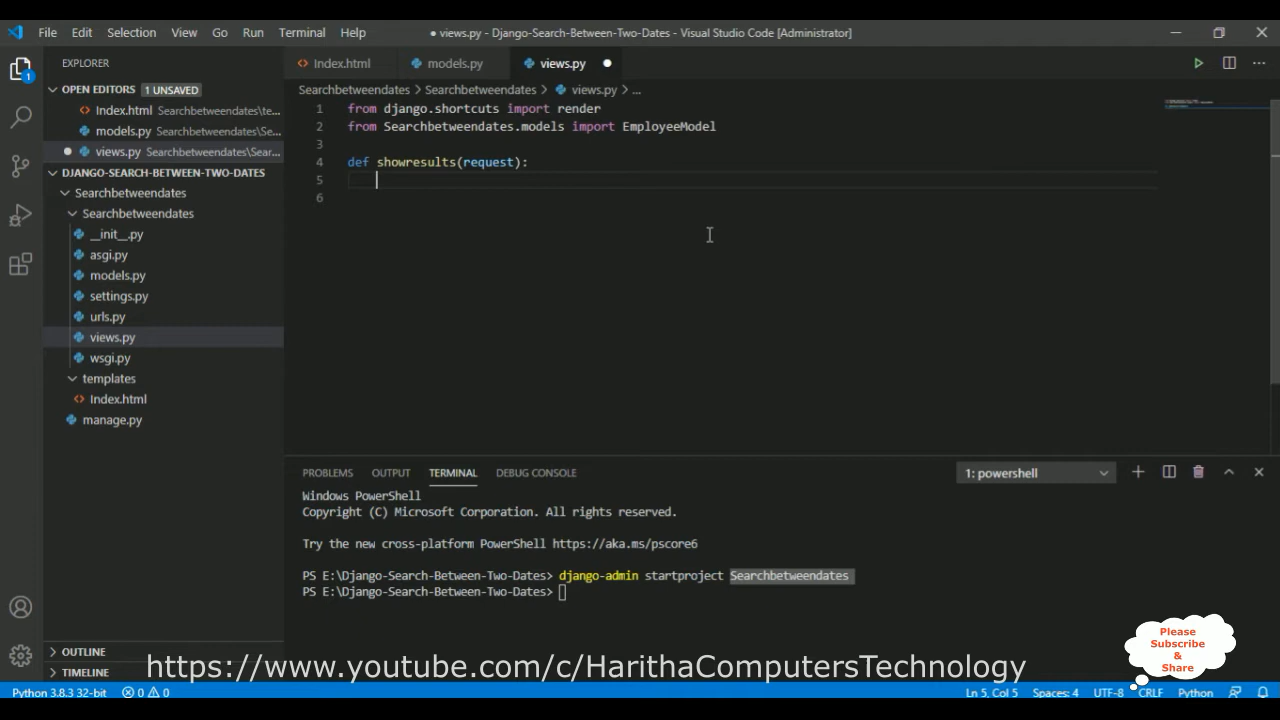 File Edit Selection View Go Run Terminal Help
● views.py - Django-Search-Between-Two-Dates - Visual Studio Code [Administrator]
EXPLORER
OPEN EDITORS 1 UNSAVED
Index.html Searchbetweendates\te...
models.py Searchbetweendates\Se...
views.py Searchbetweendates\Sear...
DJANGO-SEARCH-BETWEEN-TWO-DATES
Searchbetweendates
Searchbetweendates
__init__.py
asgi.py
models.py
settings.py
urls.py
views.py
wsgi.py
templates
Index.html
manage.py
OUTLINE
TIMELINE
1
Index.html models.py views.py
Searchbetweendates > Searchbetweendates > views.py > ...
1 from django.shortcuts import render
2 from Searchbetweendates.models import EmployeeModel
3
4 def showresults(request):
5
6
PROBLEMS OUTPUT TERMINAL DEBUG CONSOLE
1: powershell
Windows PowerShell
Copyright (C) Microsoft Corporation. All rights reserved.
Try the new cross-platform PowerShell https://aka.ms/pscore6
PS E:\Django-Search-Between-Two-Dates> django-admin startproject Searchbetweendates
PS E:\Django-Search-Between-Two-Dates>
Please
Subscribe
&
Share
https://www.youtube.com/c/HarithaComputersTechnology
Python 3.8.3 32-bit 0 0
Ln 5, Col 5 Spaces: 4 UTF-8 CRLF Python